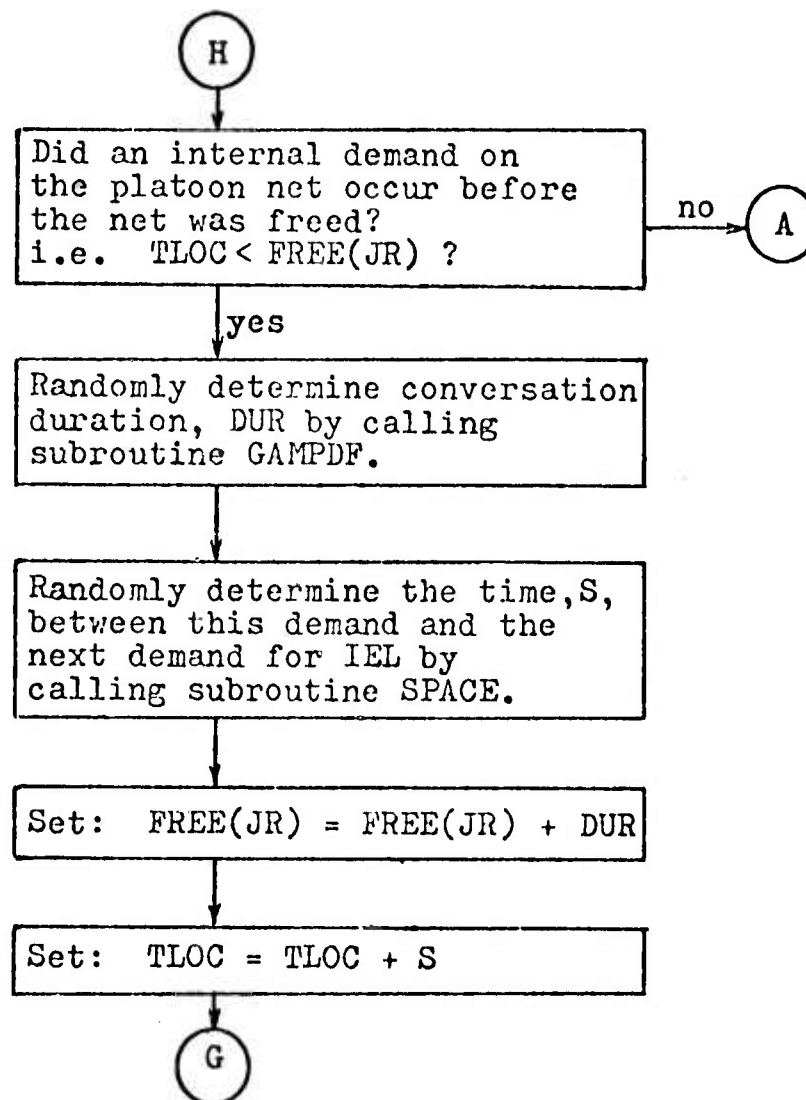 H
Did an internal demand on
the platoon net occur before
the net was freed?
i.e. TLOC < FREE(JR) ?
no
A
yes
Randomly determine conversation
duration, DUR by calling
subroutine GAMPDF.
Randomly determine the time,S,
between this demand and the
next demand for IEL by
calling subroutine SPACE.
Set: FREE(JR) = FREE(JR) + DUR
Set: TLOC = TLOC + S
G